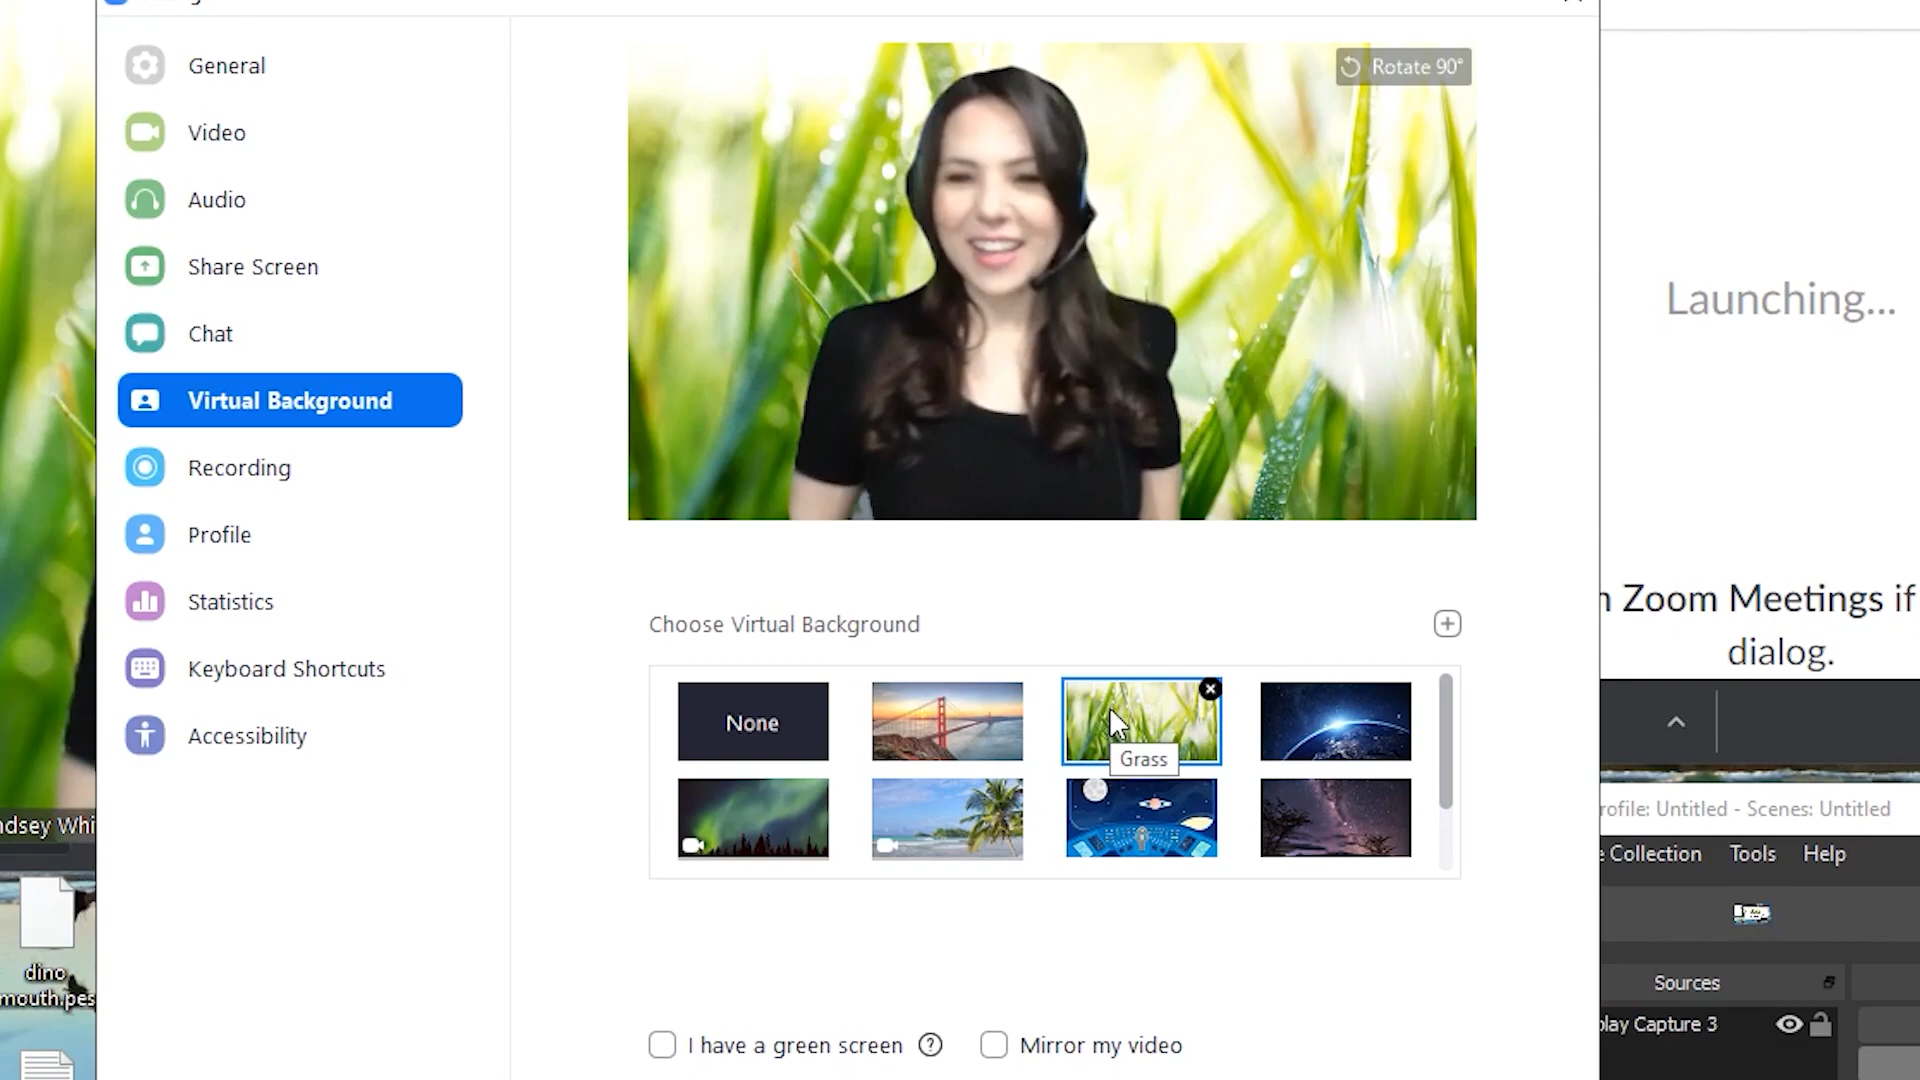 General
Video
Audio
Share Screen
Chat
Virtual Background
Recording
Profile
Statistics
Keyboard Shortcuts
Accessibility
Rotate 90°
Choose Virtual Background
None
Grass
I have a green screen
?
Mirror my video
Launching...
Zoom Meetings if
dialog.
rofile: Untitled - Scenes: Untitled
e Collection Tools Help
Sources
play Capture 3
ndsey Whi
dino
mouth.pes